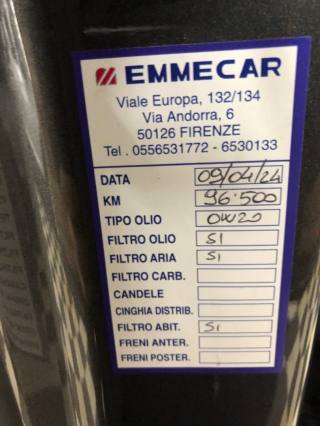 EMMECAR
Viale Europa, 132/134
Via Andorra, 6
50126 FIRENZE
Tel. 0556531772 - 6530133
DATA 09/04/24
KM 96.500
TIPO OLIO 0W20
FILTRO OLIO SI
FILTRO ARIA SI
FILTRO CARB.
CANDELE
CINGHIA DISTRIB.
FILTRO ABIT. SI
FRENI ANTER.
FRENI POSTER.